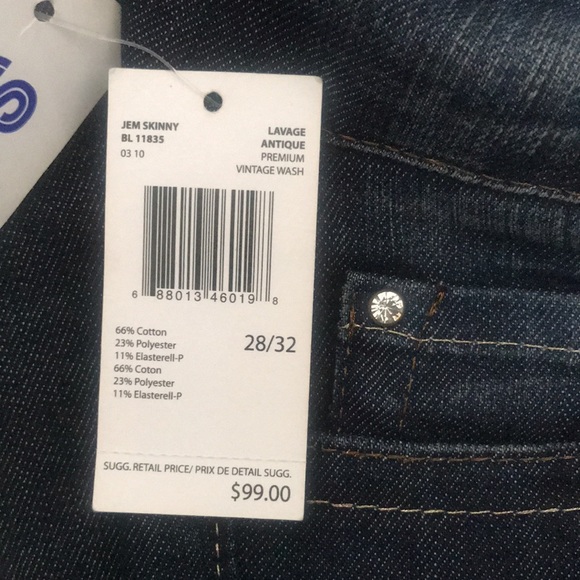 JEM SKINNY
BL 11835
03 10
LAVAGE
ANTIQUE
PREMIUM
VINTAGE WASH
6 88013 46019 8
66% Cotton
23% Polyester
11% Elasterell-P
66% Coton
23% Polyester
11% Elasterell-P
28/32
SUGG. RETAIL PRICE/ PRIX DE DETAIL SUGG.
$99.00